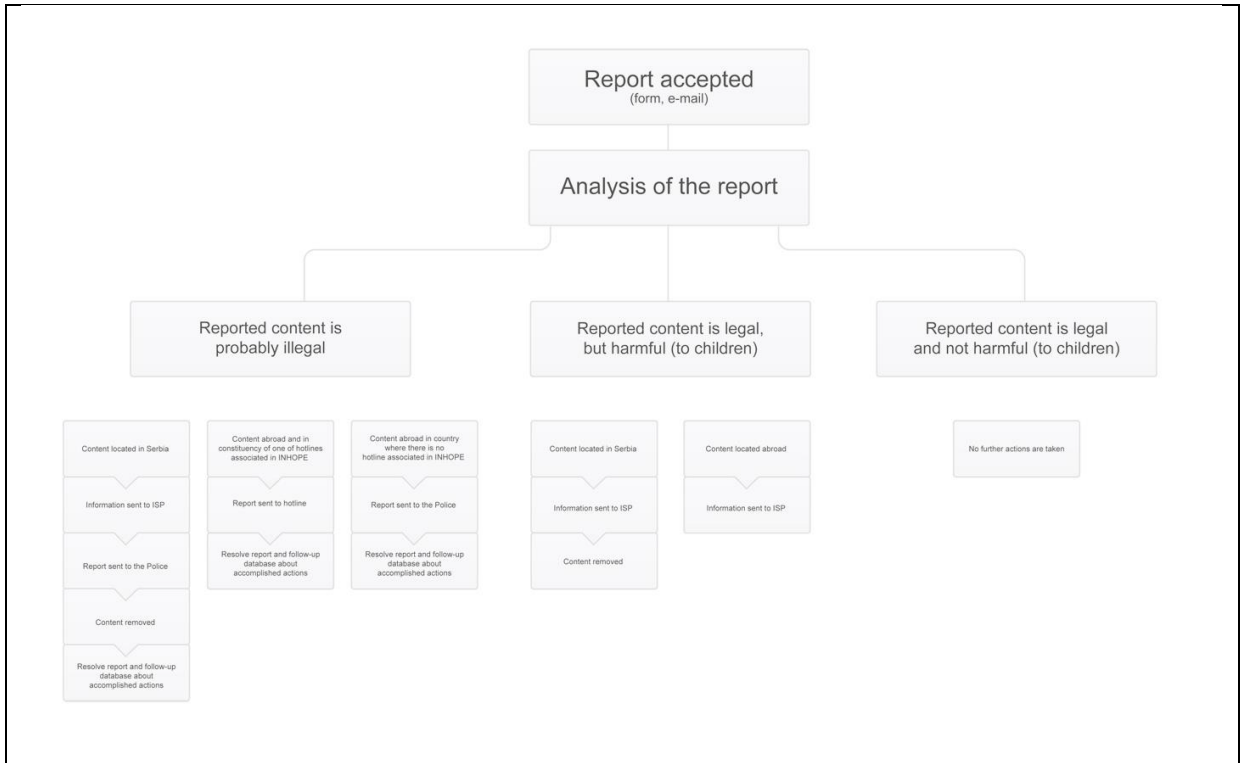 Report accepted
(form, e-mail)
Analysis of the report
Reported content is
probably illegal
Reported content is legal,
but harmful (to children)
Reported content is legal
and not harmful (to children)
Content located in Serbia
Information sent to ISP
Report sent to the Police
Content removed
Resolve report and follow-up
database about
accomplished actions
Content abroad and in
constituency of one of hotlines
associated in INHOPE
Report sent to hotline
Resolve report and follow-up
database about
accomplished actions
Content abroad in country
where there is no
hotline associated in INHOPE
Report sent to the Police
Resolve report and follow-up
database about
accomplished actions
Content located in Serbia
Information sent to ISP
Content removed
Content located abroad
Information sent to ISP
No further actions are taken